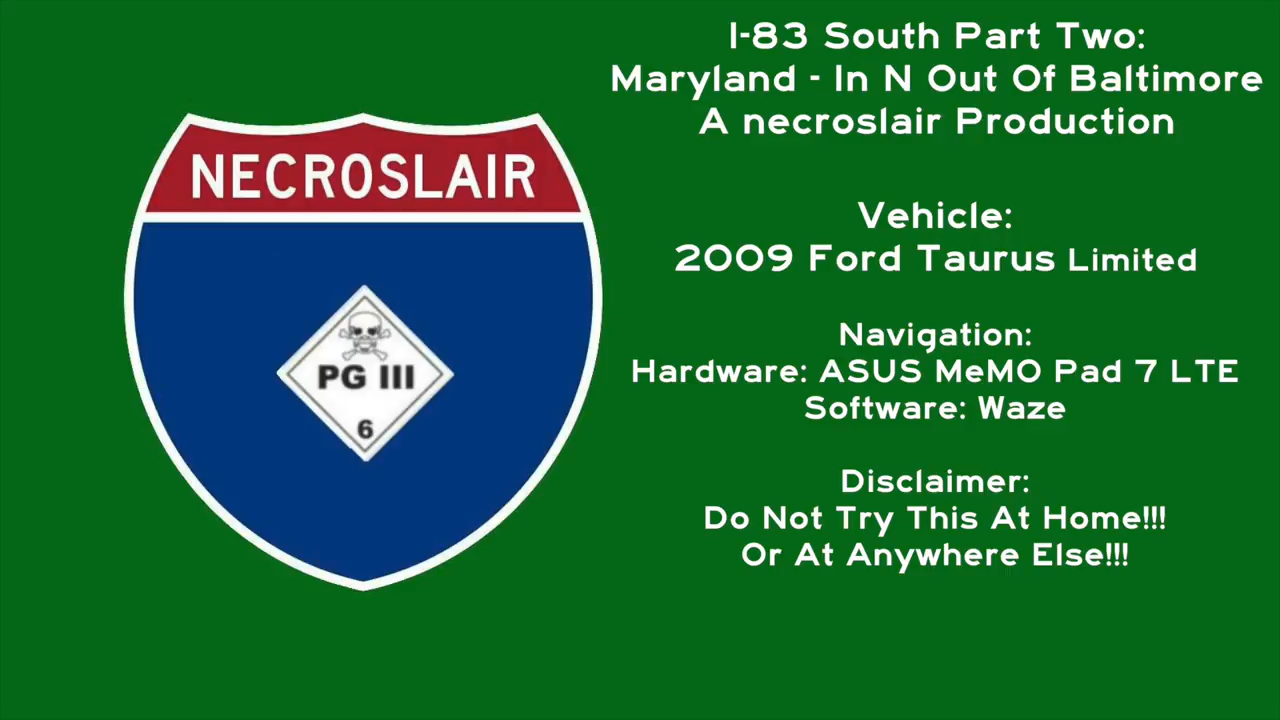 NECROSLAIR
PG III
6
I-83 South Part Two:
Maryland - In N Out Of Baltimore
A necroslair Production
Vehicle:
2009 Ford Taurus Limited
Navigation:
Hardware: ASUS MeMO Pad 7 LTE
Software: Waze
Disclaimer:
Do Not Try This At Home!!!
Or At Anywhere Else!!!